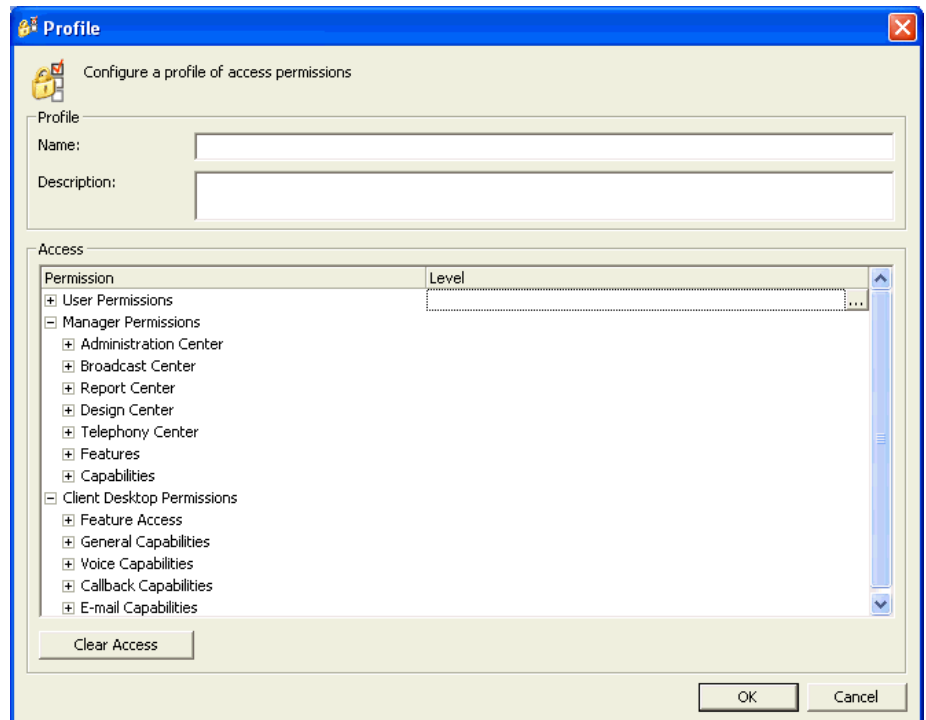 Profile
Configure a profile of access permissions
Profile
Name:
Description:
Access
Permission Level
User Permissions ...
Manager Permissions
Administration Center
Broadcast Center
Report Center
Design Center
Telephony Center
Features
Capabilities
Client Desktop Permissions
Feature Access
General Capabilities
Voice Capabilities
Callback Capabilities
E-mail Capabilities
Clear Access
OK Cancel